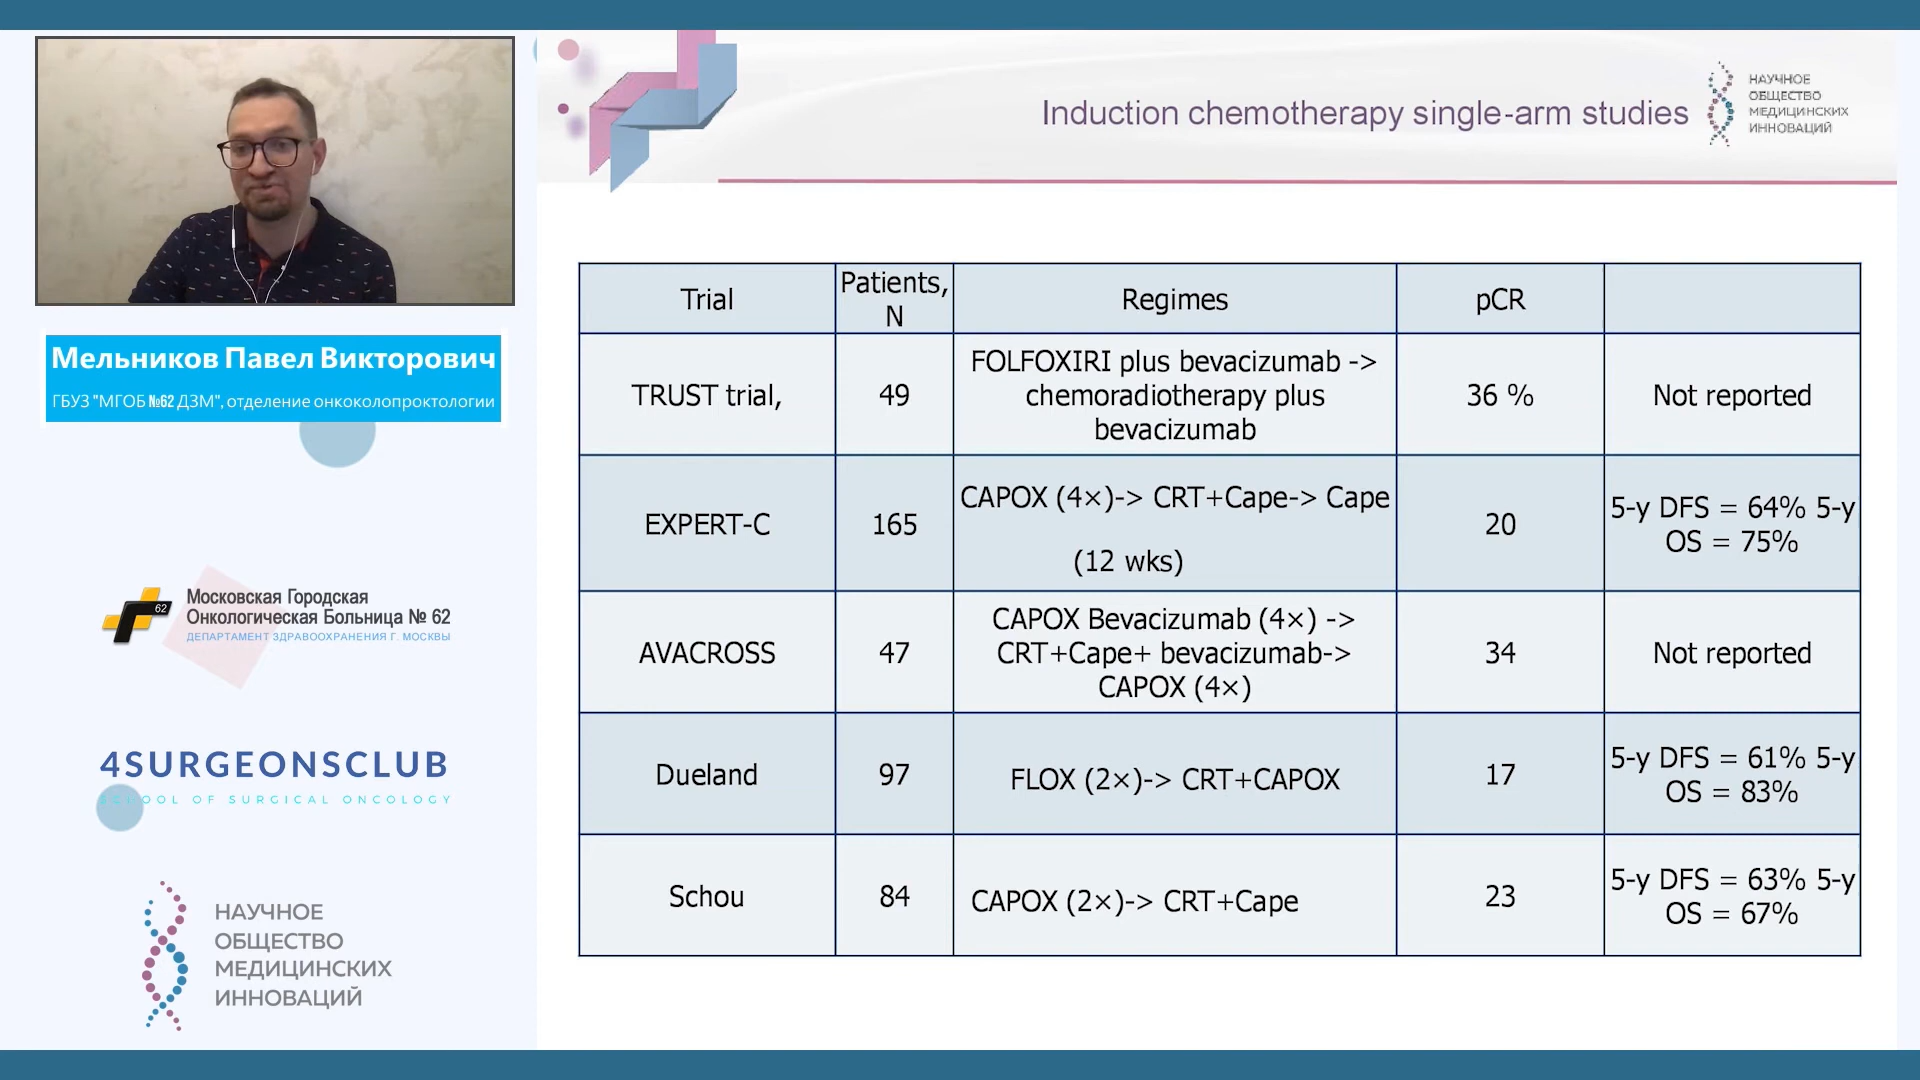 Мельников Павел Викторович
ГБУЗ "МГОБ №62 ДЗМ", отделение онкоколопроктологии
62
Московская Городская
Онкологическая Больница № 62
ДЕПАРТАМЕНТ ЗДРАВООХРАНЕНИЯ Г. МОСКВЫ
4SURGEONSCLUB
SCHOOL OF SURGICAL ONCOLOGY
НАУЧНОЕ
ОБЩЕСТВО
МЕДИЦИНСКИХ
ИННОВАЦИЙ
Induction chemotherapy single-arm studies
НАУЧНОЕ
ОБЩЕСТВО
МЕДИЦИНСКИХ
ИННОВАЦИЙ
Trial
Patients,
N
Regimes
pCR
TRUST trial,
49
FOLFOXIRI plus bevacizumab ->
chemoradiotherapy plus
bevacizumab
36 %
Not reported
EXPERT-C
165
CAPOX (4×)-> CRT+Cape-> Cape
(12 wks)
20
5-y DFS = 64% 5-y
OS = 75%
AVACROSS
47
CAPOX Bevacizumab (4×) ->
CRT+Cape+ bevacizumab->
CAPOX (4×)
34
Not reported
Dueland
97
FLOX (2×)-> CRT+CAPOX
17
5-y DFS = 61% 5-y
OS = 83%
Schou
84
CAPOX (2×)-> CRT+Cape
23
5-y DFS = 63% 5-y
OS = 67%